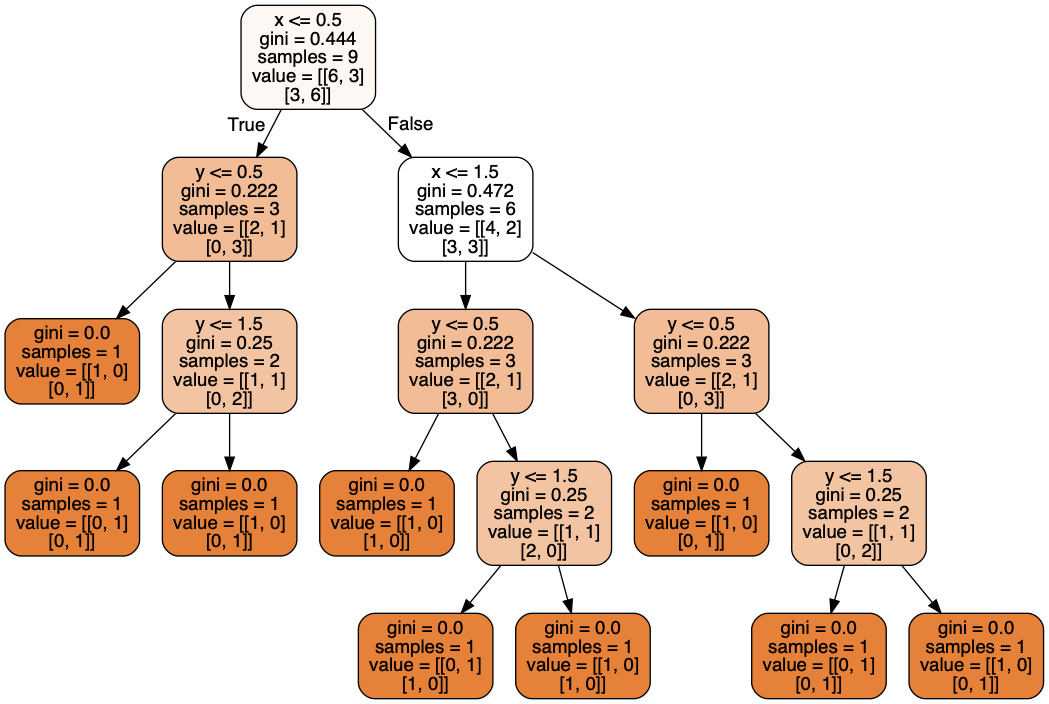 x <= 0.5
gini = 0.444
samples = 9
value = [[6, 3]
[3, 6]]
True
False
y <= 0.5
gini = 0.222
samples = 3
value = [[2, 1]
[0, 3]]
x <= 1.5
gini = 0.472
samples = 6
value = [[4, 2]
[3, 3]]
gini = 0.0
samples = 1
value = [[1, 0]
[0, 1]]
y <= 1.5
gini = 0.25
samples = 2
value = [[1, 1]
[0, 2]]
y <= 0.5
gini = 0.222
samples = 3
value = [[2, 1]
[3, 0]]
y <= 0.5
gini = 0.222
samples = 3
value = [[2, 1]
[0, 3]]
gini = 0.0
samples = 1
value = [[0, 1]
[0, 1]]
gini = 0.0
samples = 1
value = [[1, 0]
[0, 1]]
gini = 0.0
samples = 1
value = [[1, 0]
[1, 0]]
y <= 1.5
gini = 0.25
samples = 2
value = [[1, 1]
[2, 0]]
gini = 0.0
samples = 1
value = [[1, 0]
[0, 1]]
y <= 1.5
gini = 0.25
samples = 2
value = [[1, 1]
[0, 2]]
gini = 0.0
samples = 1
value = [[0, 1]
[1, 0]]
gini = 0.0
samples = 1
value = [[1, 0]
[1, 0]]
gini = 0.0
samples = 1
value = [[0, 1]
[0, 1]]
gini = 0.0
samples = 1
value = [[1, 0]
[0, 1]]